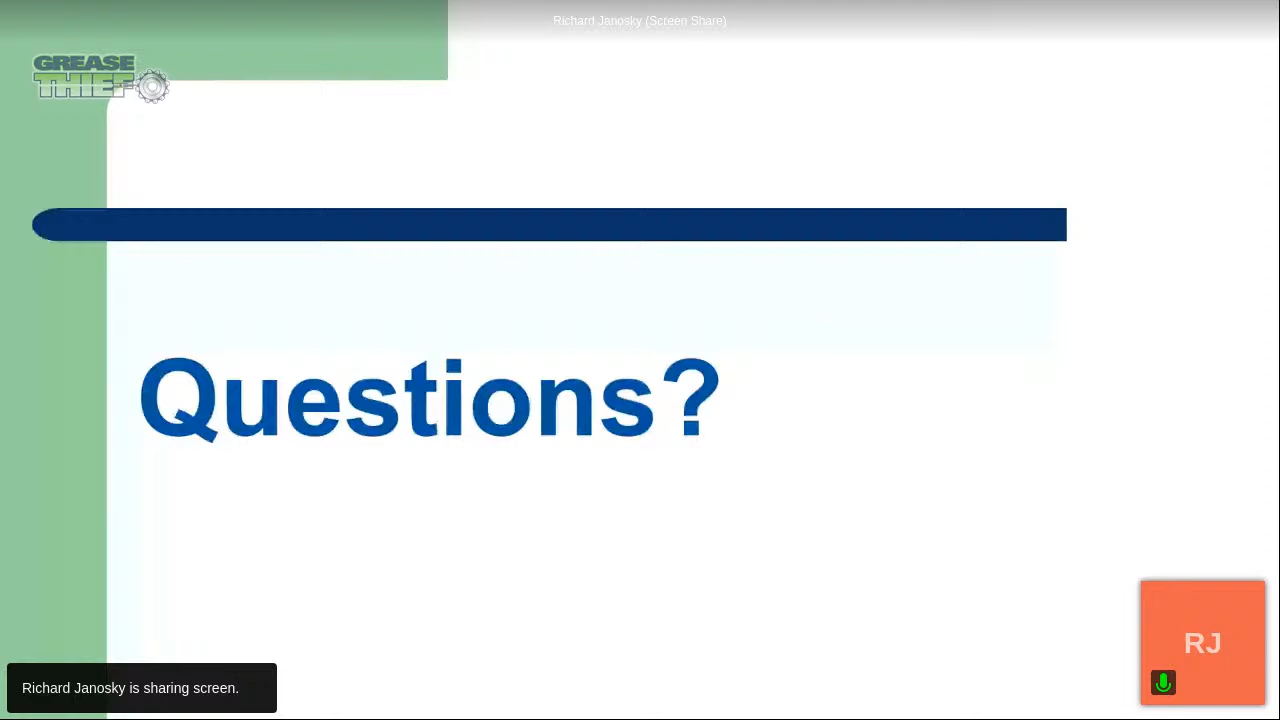 Richard Janosky (Screen Share)
GREASE
THIEF
Questions?
RJ
Richard Janosky is sharing screen.